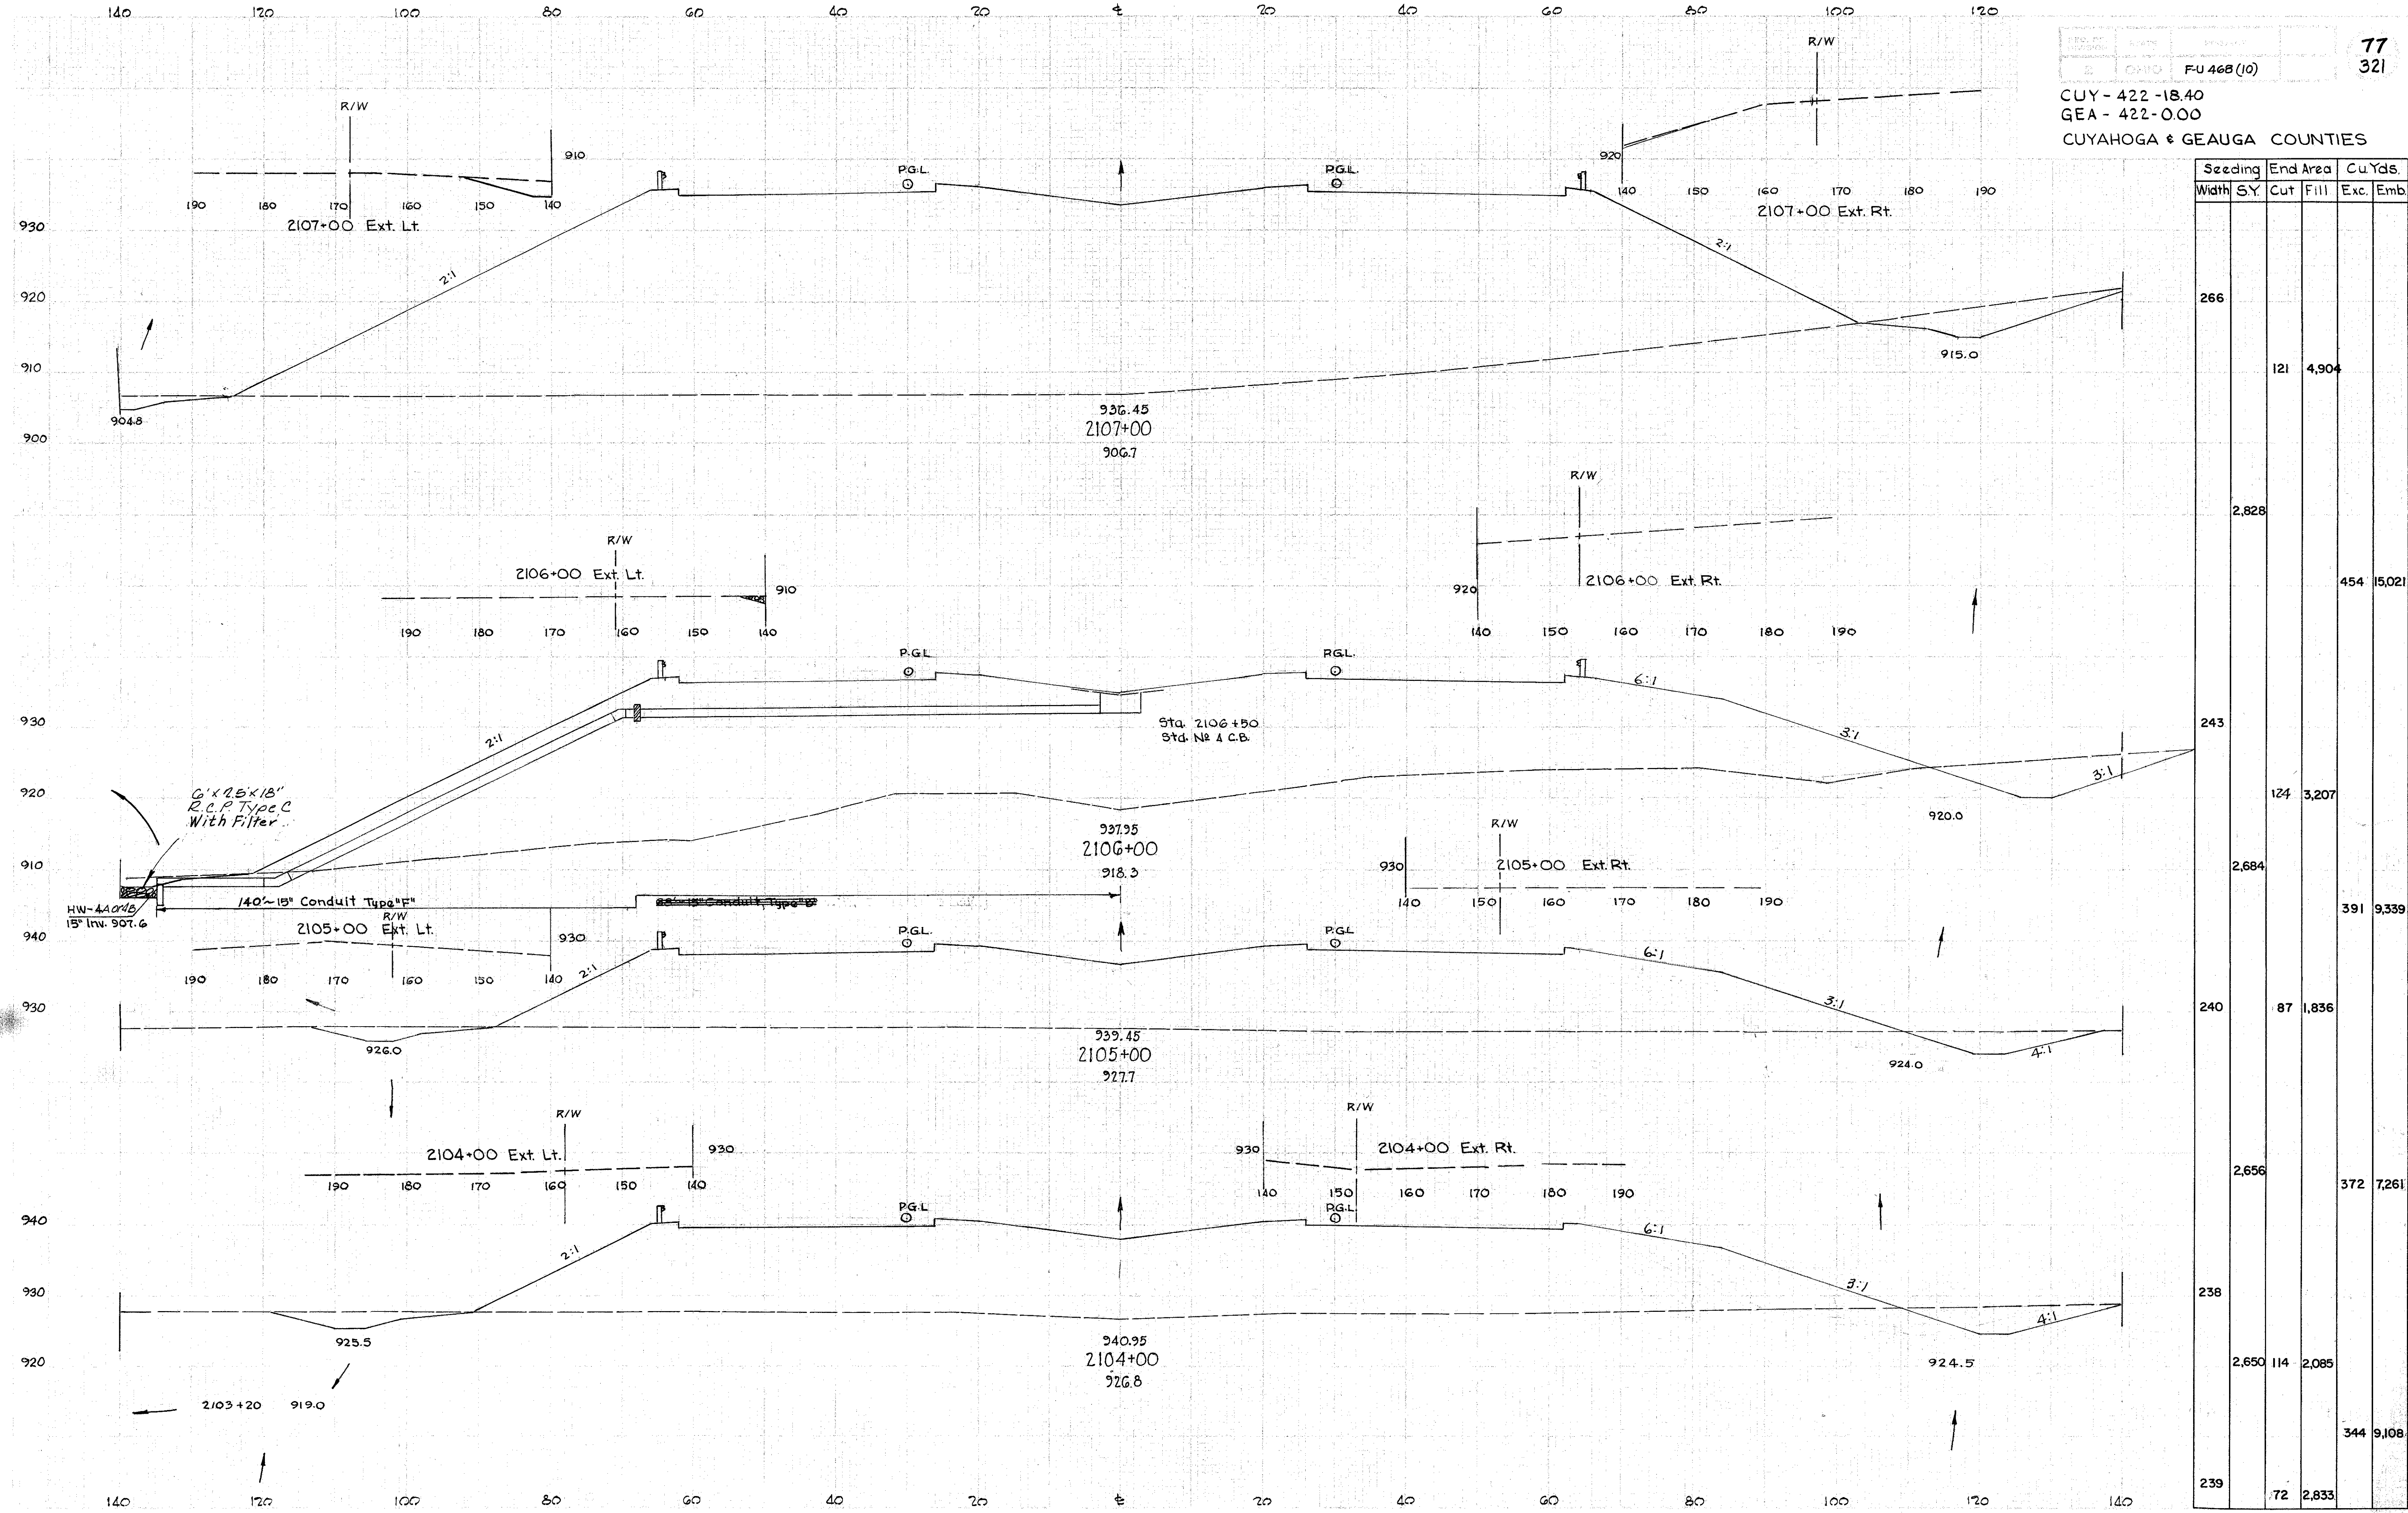 140 120 100 80 60 40 20 ℄ 20 40 60 80 100 120
77
321
OHIO F-U 468 (10)
CUY - 422 - 18.40
GEA - 422 - 0.00
CUYAHOGA & GEAUGA COUNTIES
Seeding End Area Cu.Yds.
Width S.Y. Cut Fill Exc. Emb.
266
121 4,904
2,828
454 15,021
243
124 3,207
2,684
391 9,339
240 87 1,836
2,656
372 7,261
238
2,650 114 2,085
344 9,108
239
72 2,833
R/W
910
190 180 170 160 150 140
2107+00 Ext. Lt.
P.G.L.
P.G.L.
R/W
920
140 150 160 170 180 190
2107+00 Ext. Rt.
930
920
910
900
2:1
2:1
904.8
915.0
936.45
2107+00
906.7
R/W
2106+00 Ext. Lt.
910
190 180 170 160 150 140
R/W
920
2106+00 Ext. Rt.
140 150 160 170 180 190
P.G.L.
P.G.L.
6:1
3:1
3:1
2:1
930
920
910
Sta. 2106+50
Std. No 4 C.B.
6' x 2.5' x 18"
R.C.P. Type C
With Filter
937.95
2106+00
918.3
920.0
HW-4A or 4B
15" Inv. 907.6
140'~15" Conduit Type "F"
15" Conduit Type "B"
R/W
930
2105+00 Ext. Rt.
140 150 160 170 180 190
R/W
2105+00 Ext. Lt.
930
190 180 170 160 150 140
940
930
P.G.L.
P.G.L.
2:1
6:1
3:1
4:1
926.0
939.45
2105+00
927.7
924.0
R/W
2104+00 Ext. Lt.
930
190 180 170 160 150 140
R/W
930
2104+00 Ext. Rt.
140 150 160 170 180 190
P.G.L.
P.G.L.
940
930
920
2:1
6:1
3:1
4:1
925.5
940.95
2104+00
926.8
924.5
2103+20 919.0
140 120 100 80 60 40 20 ℄ 20 40 60 80 100 120 140